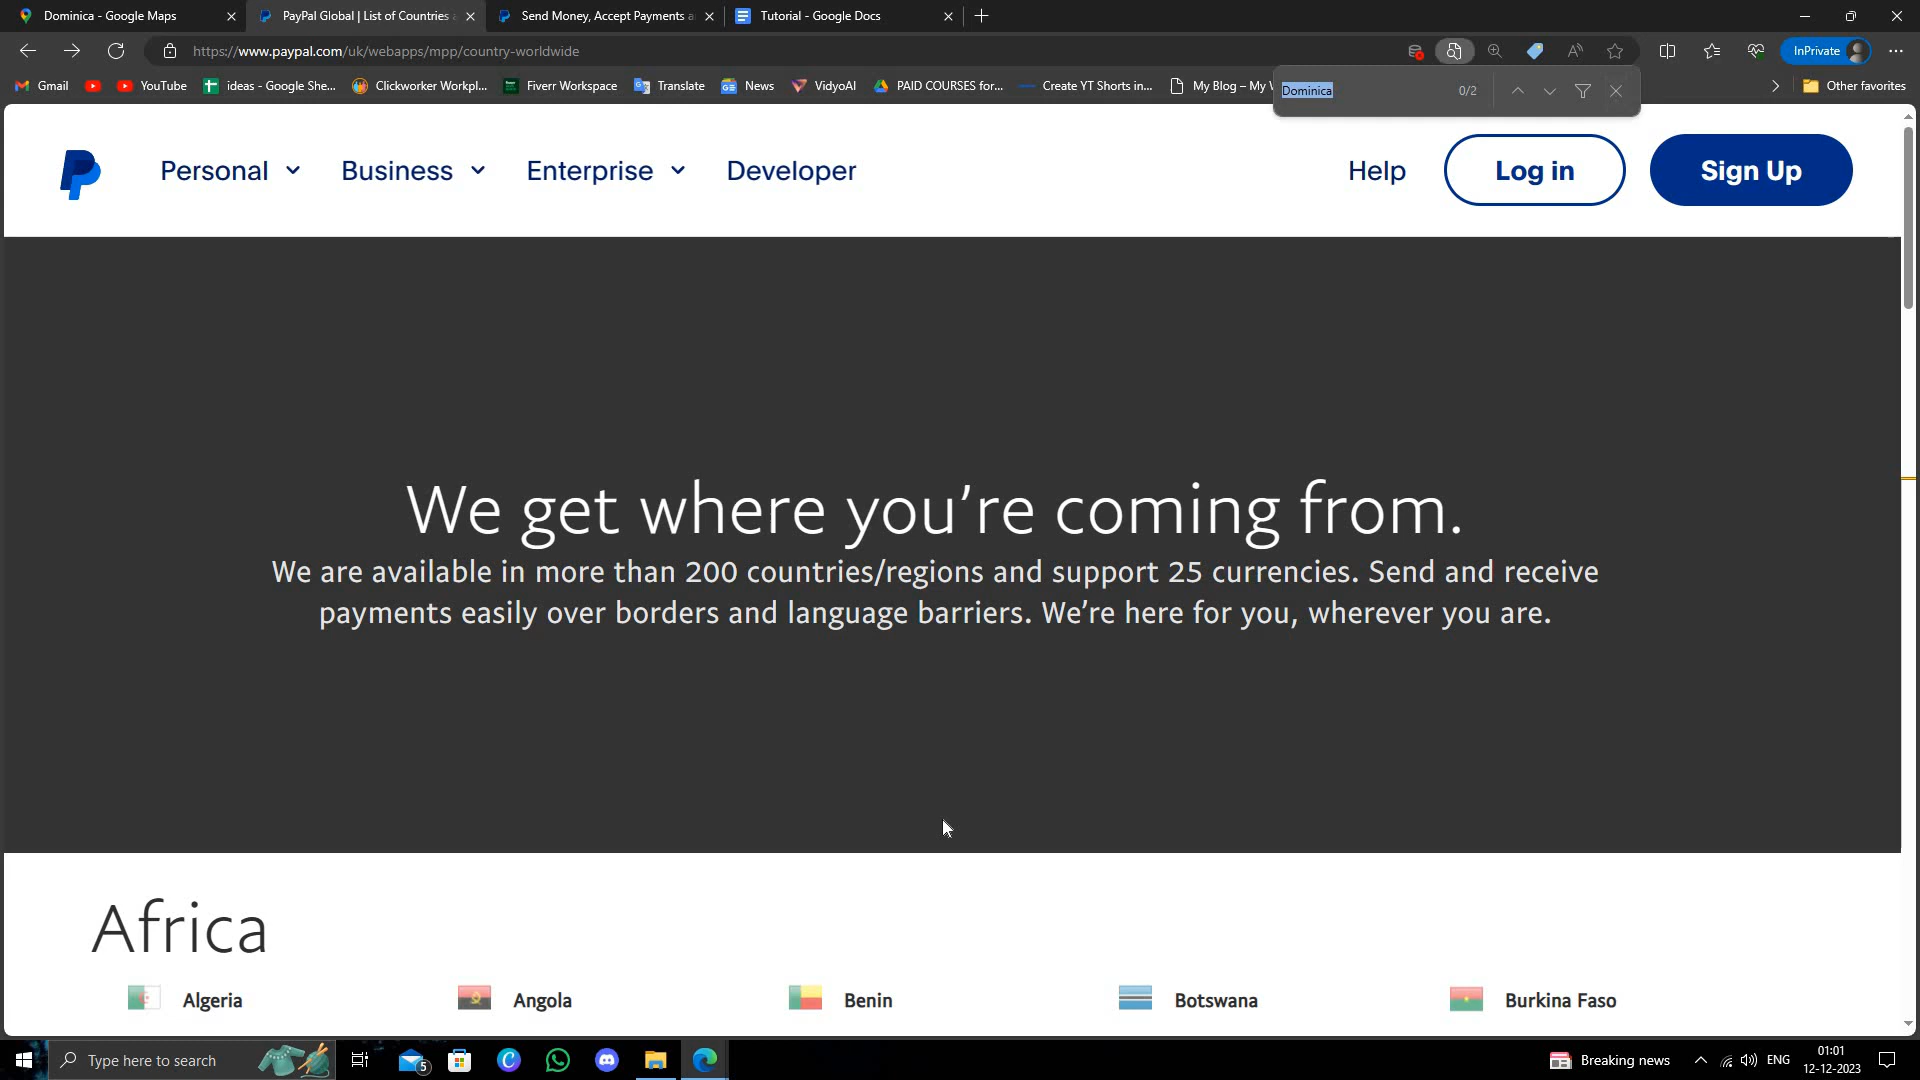 Dominica - Google Maps
PayPal Global | List of Countries a
Send Money, Accept Payments a
Tutorial - Google Docs
https://www.paypal.com/uk/webapps/mpp/country-worldwide
InPrivate
Gmail
YouTube
ideas - Google She...
Clickworker Workpl...
Fiverr Workspace
Translate
News
VidyoAI
PAID COURSES for...
Create YT Shorts in...
My Blog – My W
Other favorites
Dominica
0/2
Personal
Business
Enterprise
Developer
Help
Log in
Sign Up
We get where you’re coming from.
We are available in more than 200 countries/regions and support 25 currencies. Send and receive
payments easily over borders and language barriers. We’re here for you, wherever you are.
Africa
Algeria
Angola
Benin
Botswana
Burkina Faso
Type here to search
5
Breaking news
ENG
01:01
12-12-2023